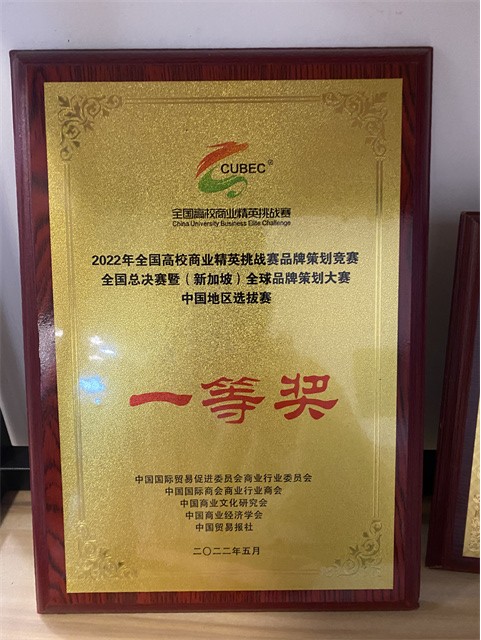 CUBEC®
全国高校商业精英挑战赛
China University Business Elite Challenge
2022年全国高校商业精英挑战赛品牌策划竞赛
全国总决赛暨（新加坡）全球品牌策划大赛
中国地区选拔赛
一等奖
中国国际贸易促进委员会商业行业委员会
中国国际商会商业行业商会
中国商业文化研究会
中国商业经济学会
中国贸易报社
二〇二二年五月